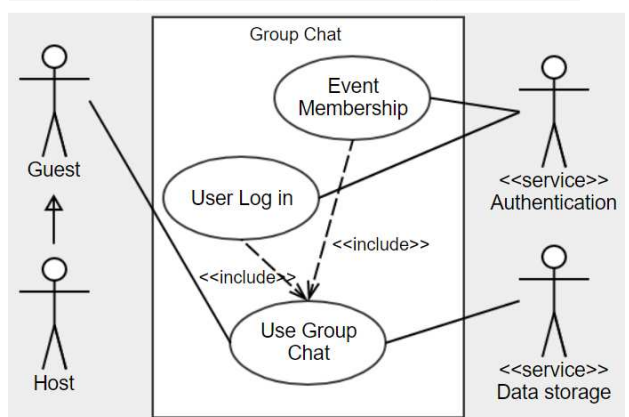 Group Chat
Event
Membership
Guest
User Log in
<<service>>
Authentication
<<include>>
<<include>>
Use Group
Chat
Host
<<service>>
Data storage